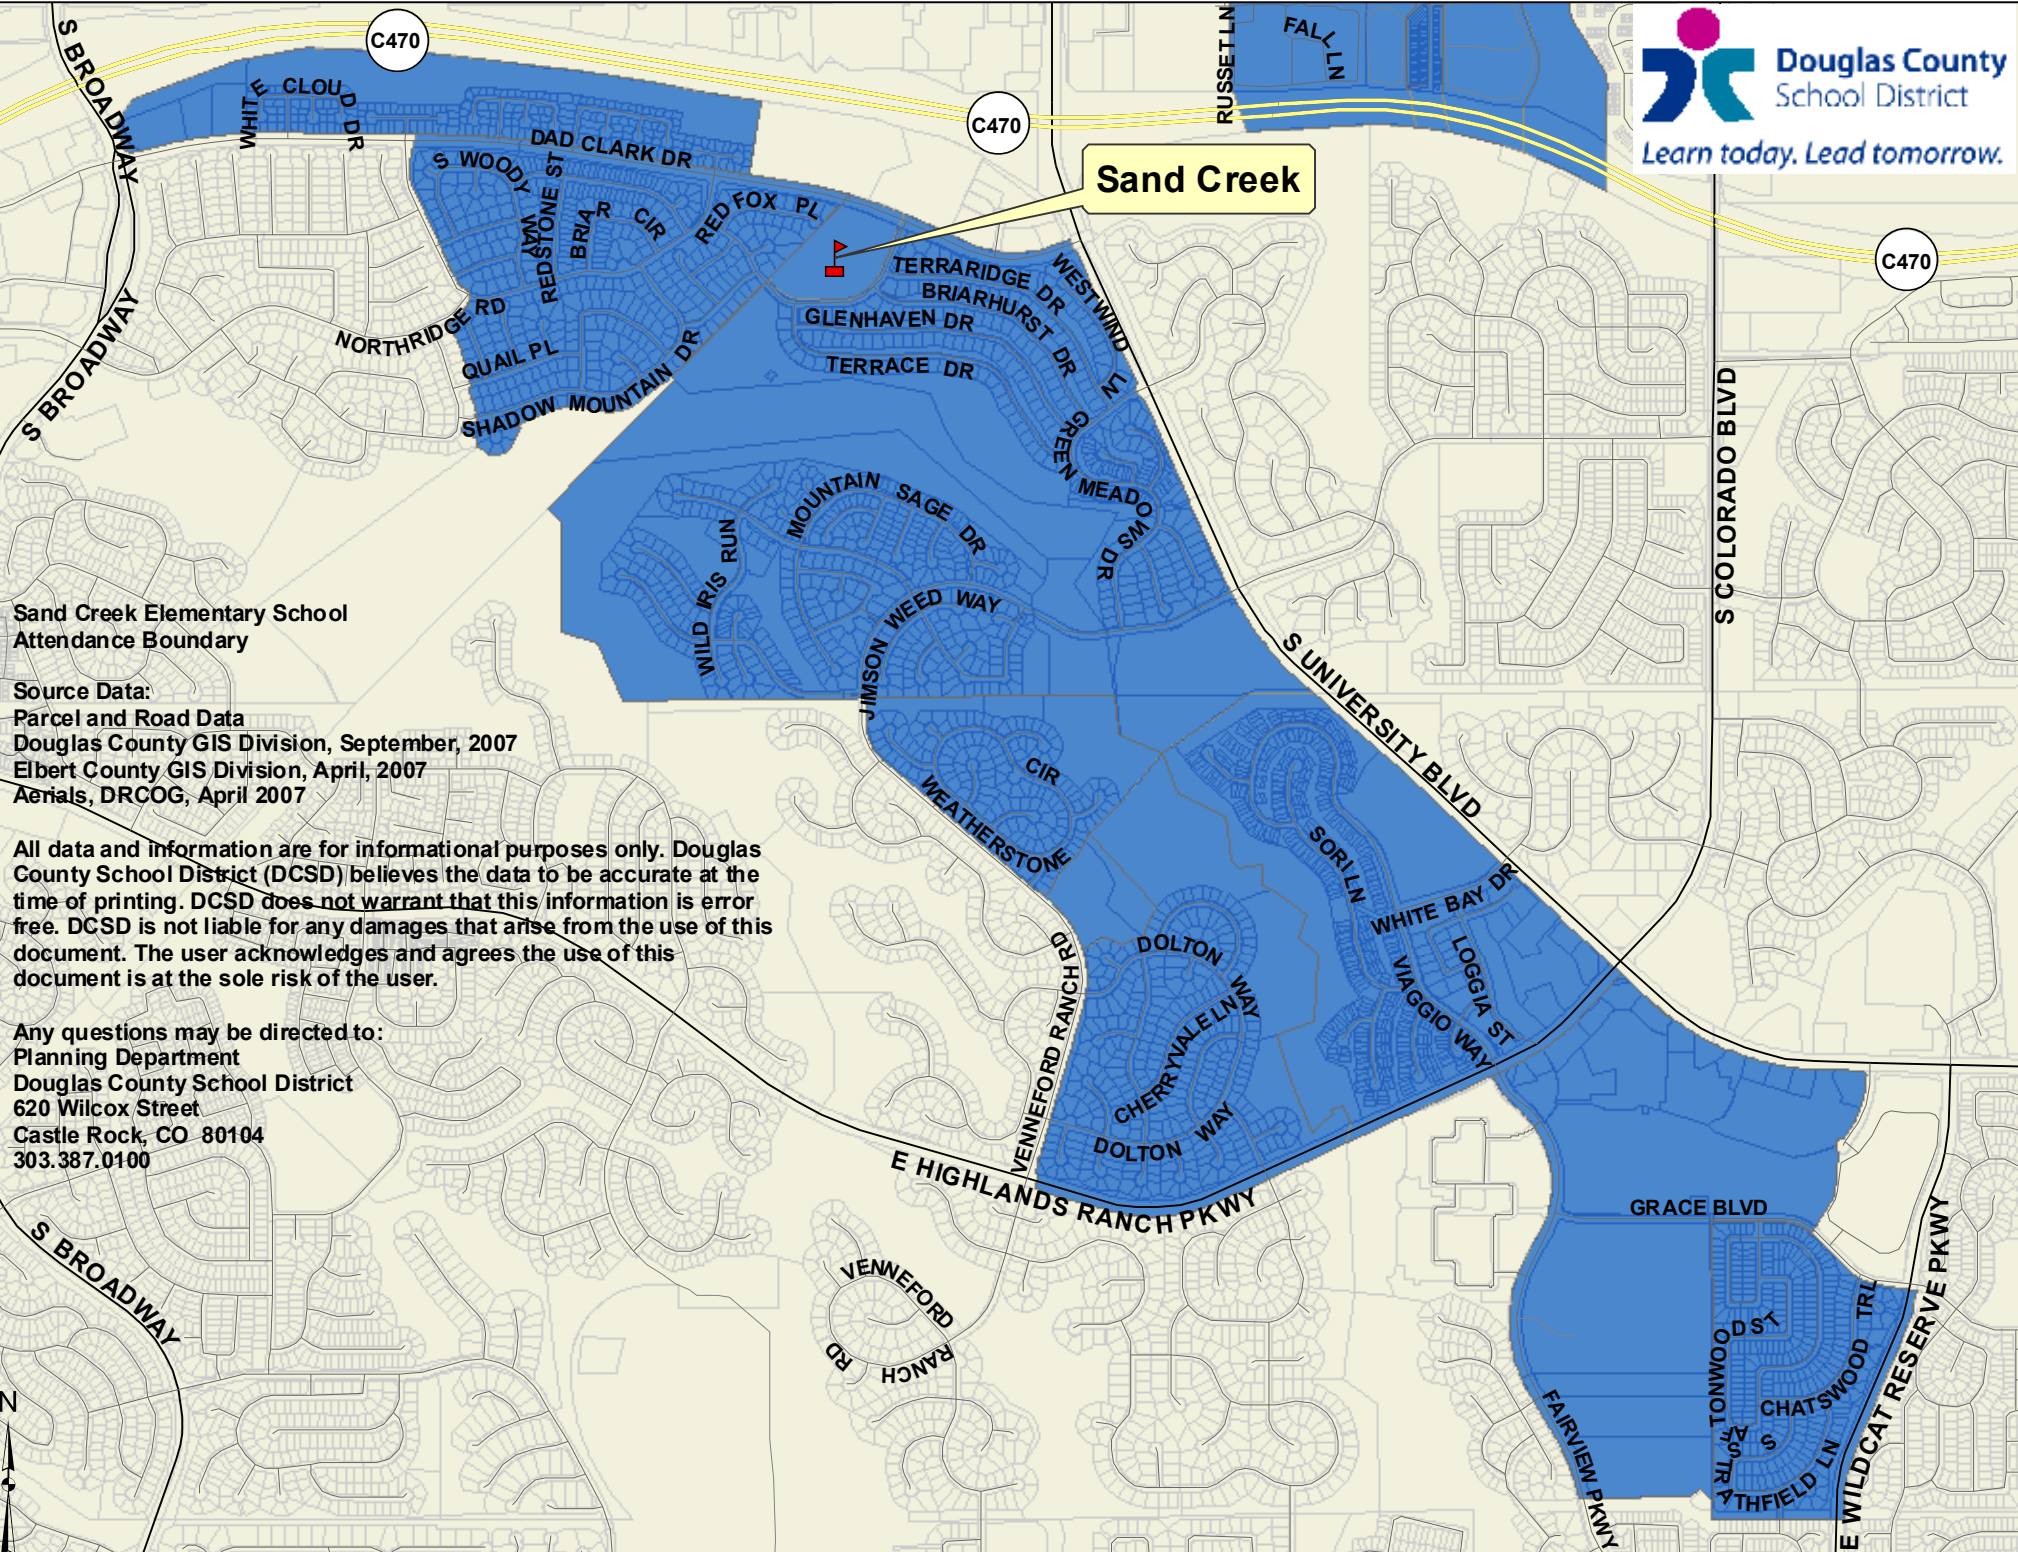 S BROADWAY
C470
RUSSET LN
FALL LN
Douglas County
School District
Learn today. Lead tomorrow.
WHITE CLOUD DR
C470
DAD CLARK DR
Sand Creek
S WOODY WAY
REDSTONE ST
BRIAR CIR
RED FOX PL
C470
TERRARIDGE DR
WESTWIND LN
BRIARHURST DR
GLENHAVEN DR
NORTHRIDGE RD
S BROADWAY
QUAIL PL
TERRACE DR
SHADOW MOUNTAIN DR
GREEN MEADOWS DR
S COLORADO BLVD
MOUNTAIN SAGE DR
WILD IRIS RUN
JIMSON WEED WAY
Sand Creek Elementary School
Attendance Boundary
Source Data:
Parcel and Road Data
Douglas County GIS Division, September, 2007
Elbert County GIS Division, April, 2007
Aerials, DRCOG, April 2007
All data and information are for informational purposes only. Douglas
County School District (DCSD) believes the data to be accurate at the
time of printing. DCSD does not warrant that this information is error
free. DCSD is not liable for any damages that arise from the use of this
document. The user acknowledges and agrees the use of this
document is at the sole risk of the user.
Any questions may be directed to:
Planning Department
Douglas County School District
620 Wilcox Street
Castle Rock, CO 80104
303.387.0100
S UNIVERSITY BLVD
WEATHERSTONE CIR
SORI LN
WHITE BAY DR
LOGGIA ST
VIAGGIO WAY
DOLTON WAY
CHERRYVALE LN
DOLTON WAY
VENNEFORD RANCH RD
E HIGHLANDS RANCH PKWY
GRACE BLVD
S BROADWAY
VENNEFORD RANCH RD
TONWOOD ST
CHATSWOOD TRL
S STRATHFIELD LN
FAIRVIEW PKWY
E WILDCAT RESERVE PKWY
N